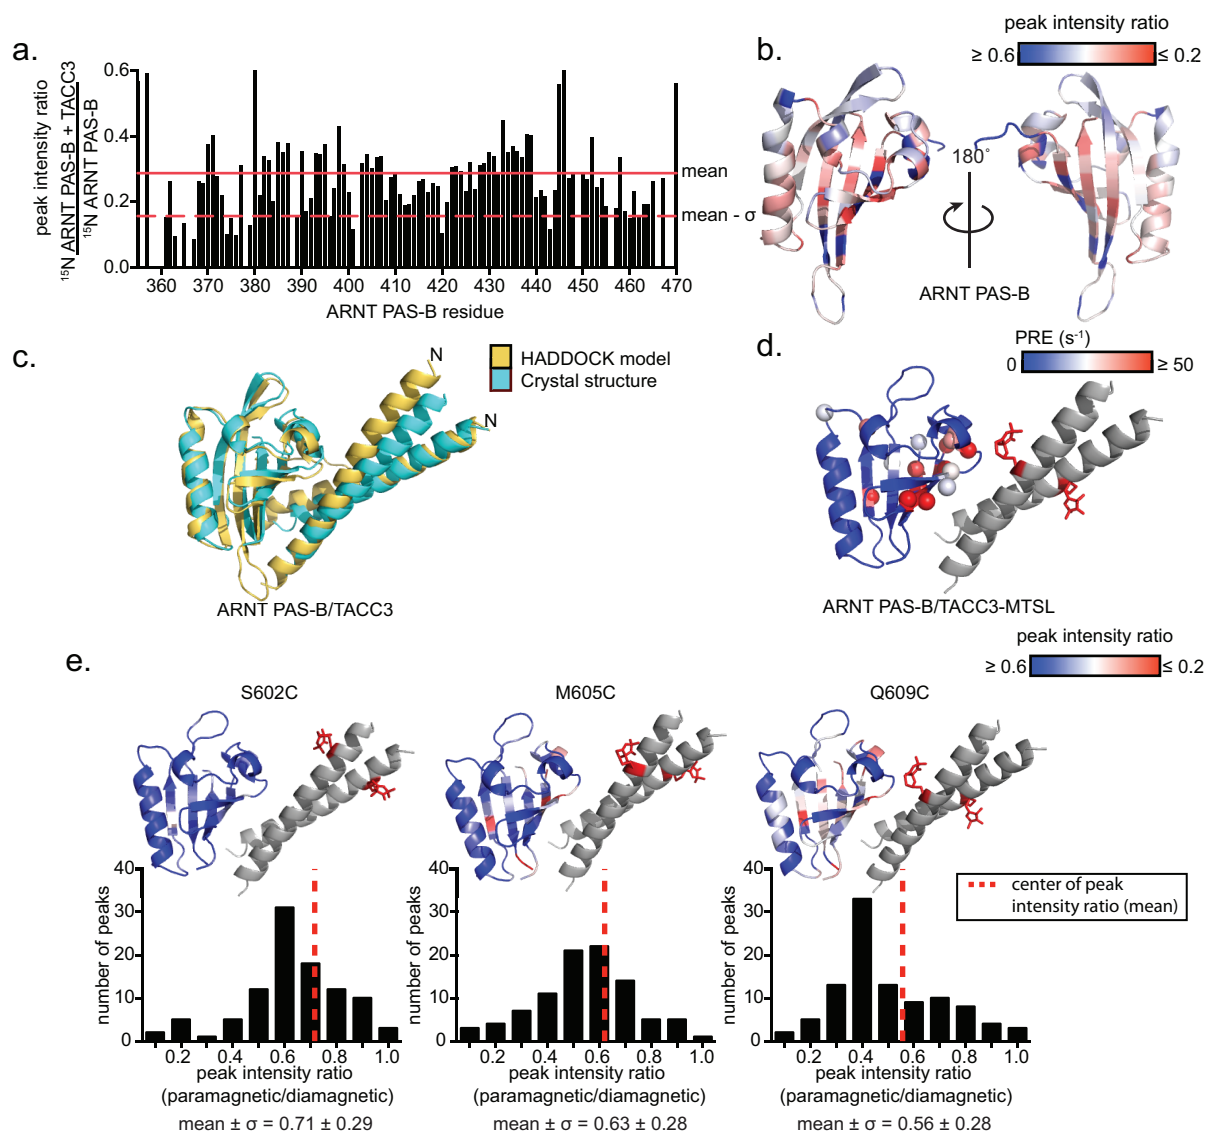 a.
peak intensity ratio
15N ARNT PAS-B + TACC3
15N ARNT PAS-B
0.6
0.4
0.2
0.0
mean
mean - σ
360 370 380 390 400 410 420 430 440 450 460 470
ARNT PAS-B residue
b.
peak intensity ratio
≥ 0.6 ≤ 0.2
180°
ARNT PAS-B
c.
N
N
HADDOCK model
Crystal structure
ARNT PAS-B/TACC3
d.
PRE (s-1)
0 ≥ 50
ARNT PAS-B/TACC3-MTSL
e.
peak intensity ratio
≥ 0.6 ≤ 0.2
S602C
number of peaks
40
30
20
10
0
0.2 0.4 0.6 0.8 1.0
peak intensity ratio
(paramagnetic/diamagnetic)
mean ± σ = 0.71 ± 0.29
M605C
number of peaks
40
30
20
10
0
0.2 0.4 0.6 0.8 1.0
peak intensity ratio
(paramagnetic/diamagnetic)
mean ± σ = 0.63 ± 0.28
Q609C
number of peaks
40
30
20
10
0
0.2 0.4 0.6 0.8 1.0
peak intensity ratio
(paramagnetic/diamagnetic)
mean ± σ = 0.56 ± 0.28
center of peak
intensity ratio (mean)